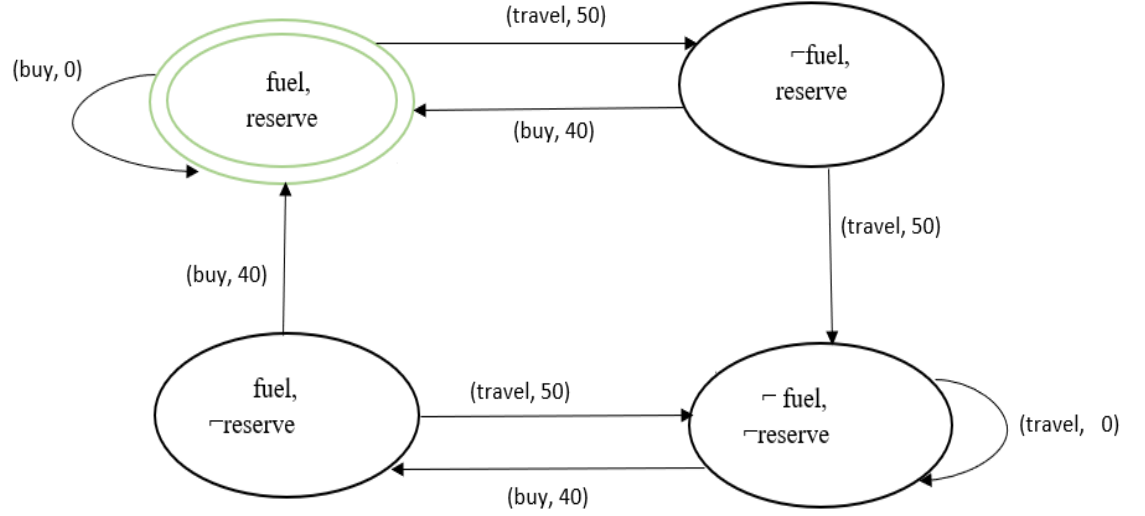 (travel, 50)
(buy, 0)
fuel,
reserve
¬fuel,
reserve
(buy, 40)
(travel, 50)
(buy, 40)
fuel,
¬reserve
(travel, 50)
¬ fuel,
¬reserve
(travel, 0)
(buy, 40)